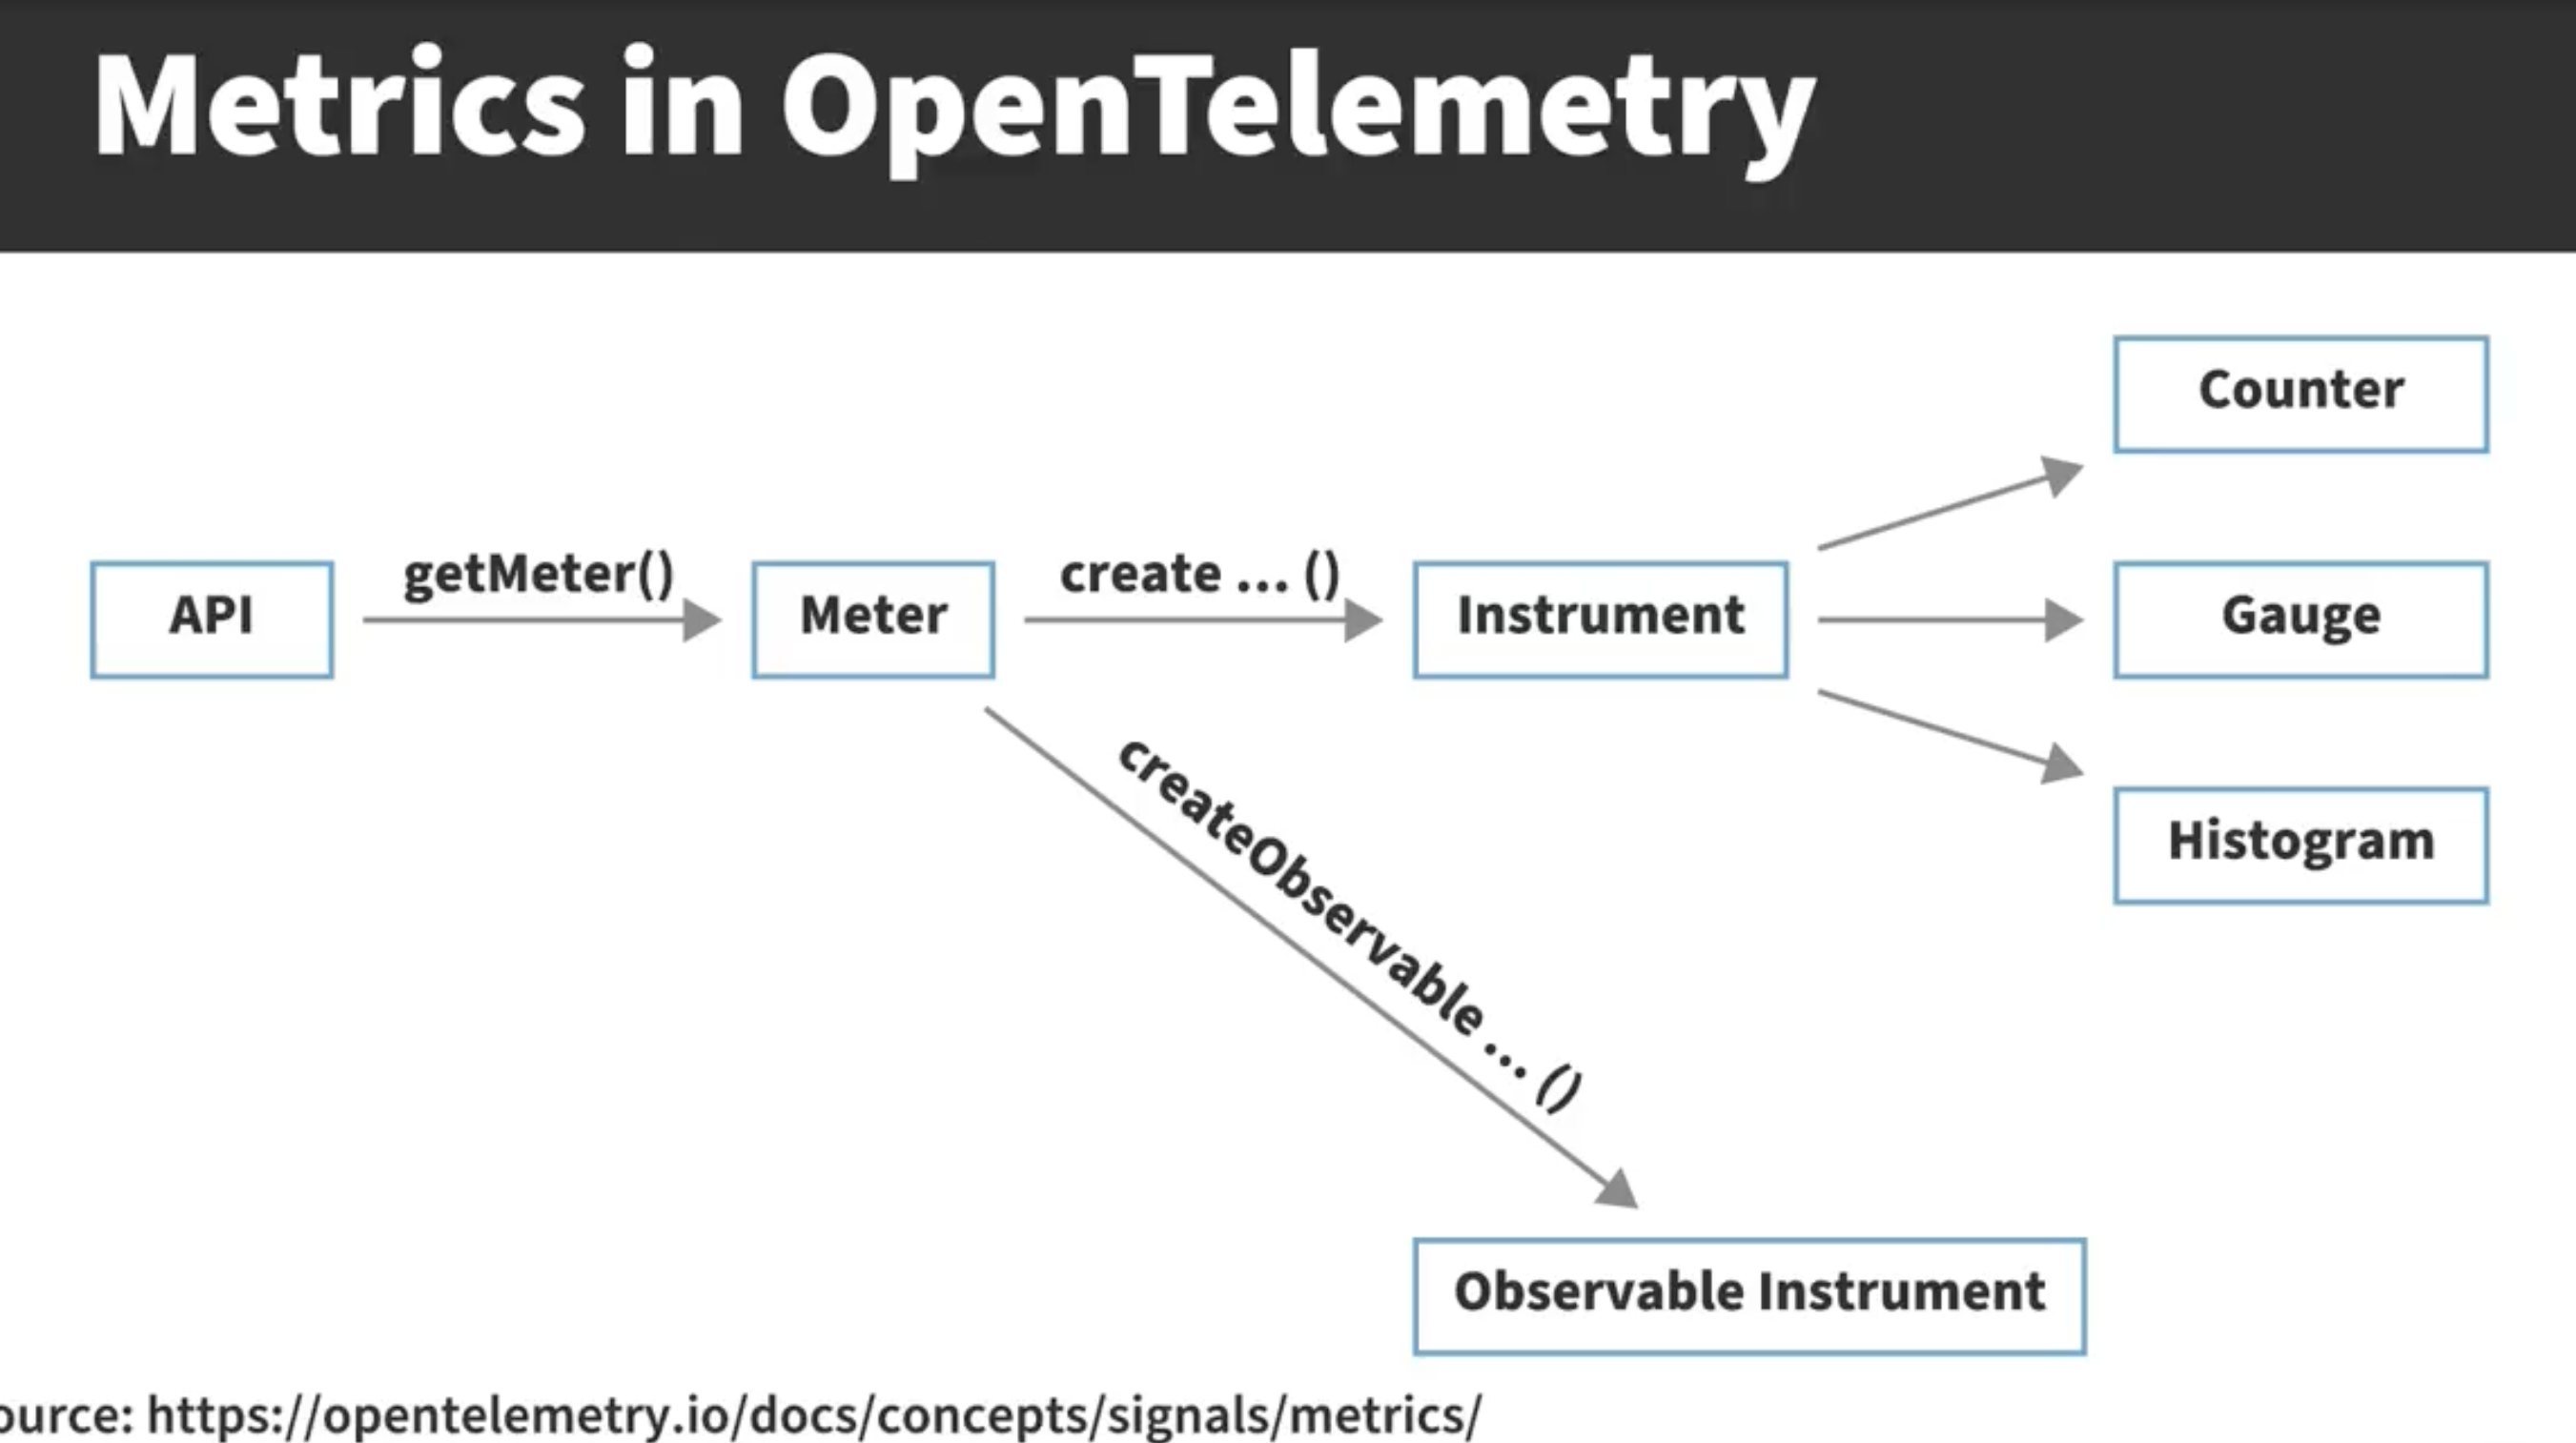 Metrics in OpenTelemetry
Counter
API
getMeter()
Meter
create ... ()
Instrument
Gauge
Histogram
createObservable ... ()
Observable Instrument
ource: https://opentelemetry.io/docs/concepts/signals/metrics/